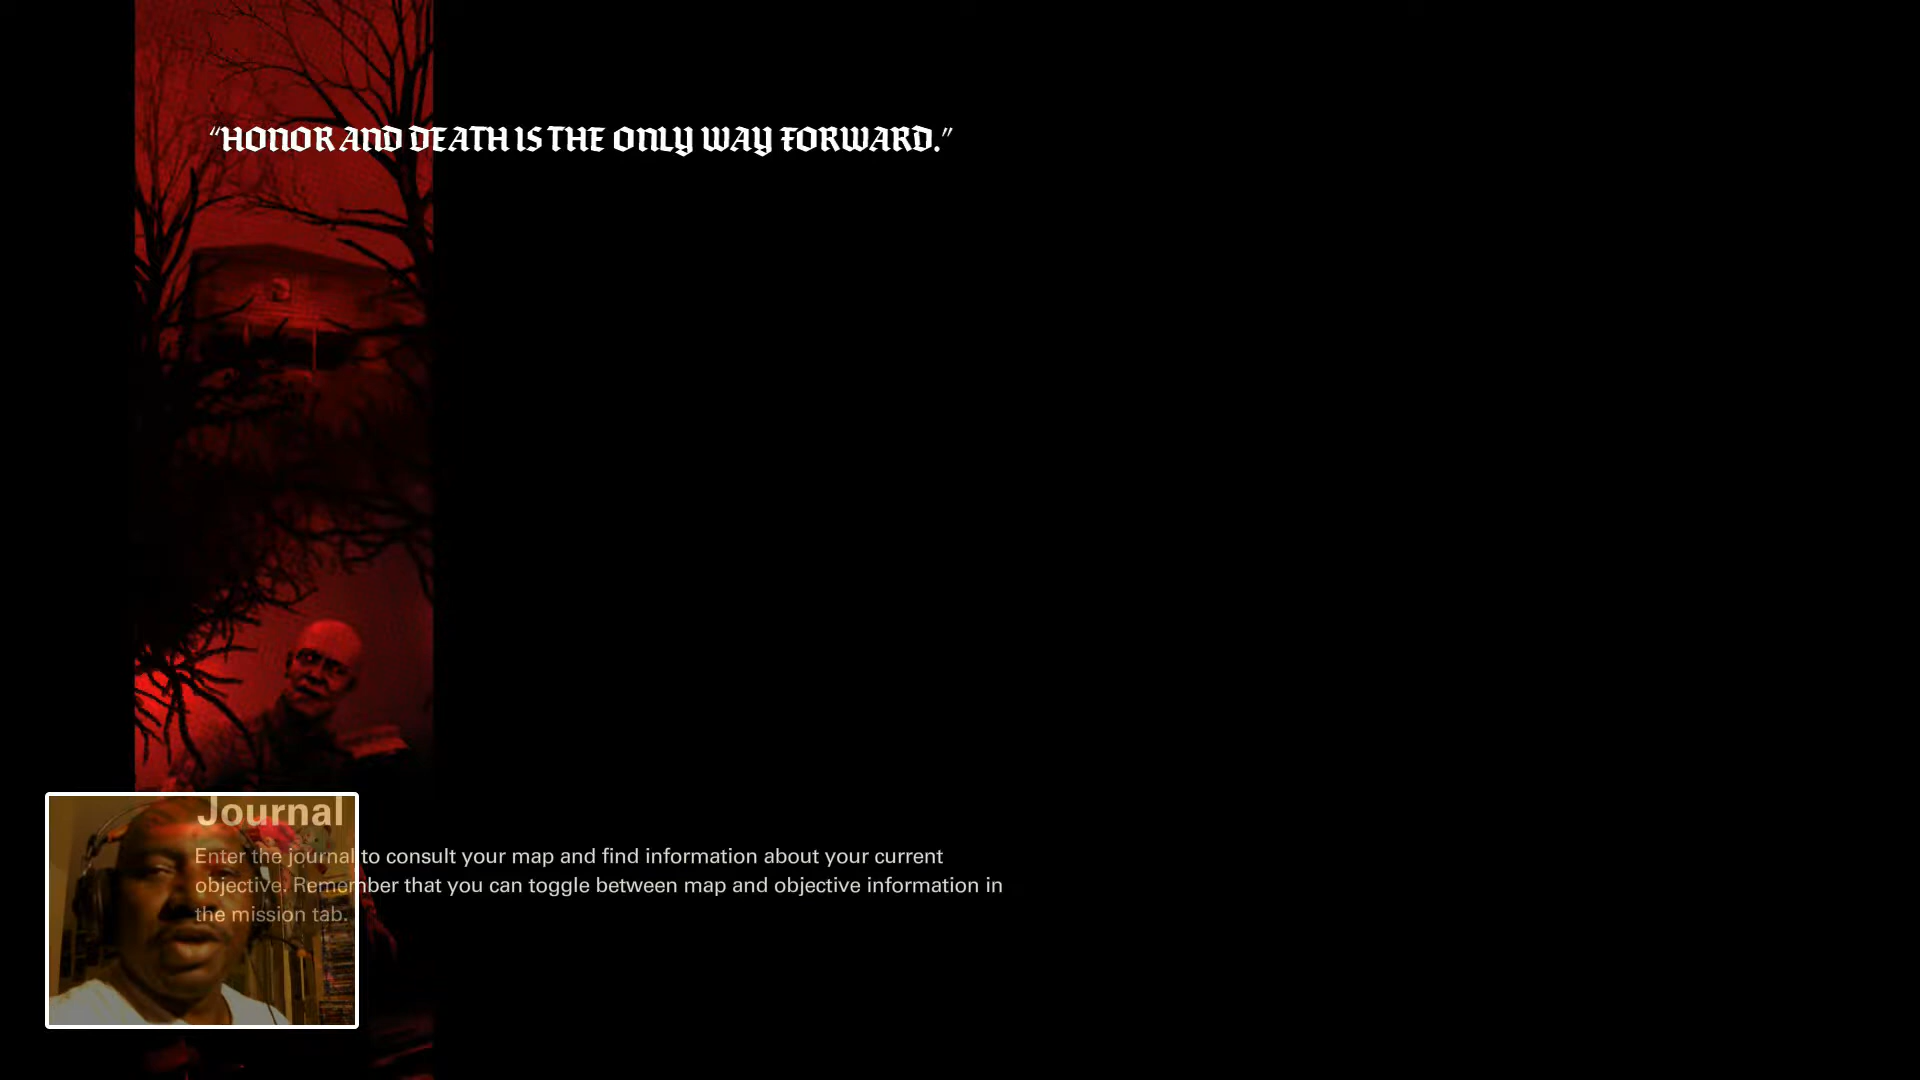 “HONOR AND DEATH IS THE ONLY WAY FORWARD.”
Journal
Enter the journal to consult your map and find information about your current
objective. Remember that you can toggle between map and objective information in
the mission tab.